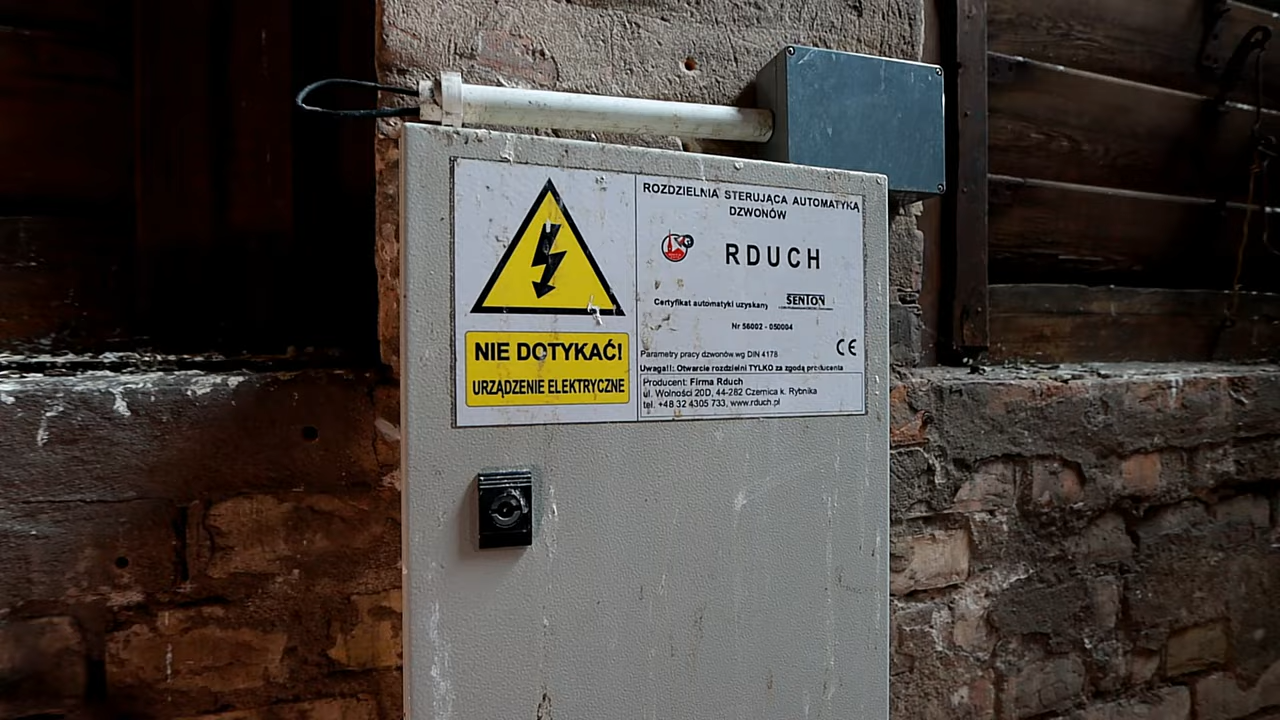 NIE DOTYKAĆ!
URZĄDZENIE ELEKTRYCZNE
ROZDZIELNIA STERUJĄCA AUTOMATYKĄ
DZWONÓW
RDUCH
Certyfikat automatyki uzyskany SENTON
Nr 56002 - 050004
CE
Parametry pracy dzwonów wg DIN 4178
Uwaga!!: Otwarcie rozdzielni TYLKO za zgodą producenta
Producent: Firma Rduch
ul. Wolności 20D, 44-282 Czernica k. Rybnika
tel. +48 32 4305 733, www.rduch.pl